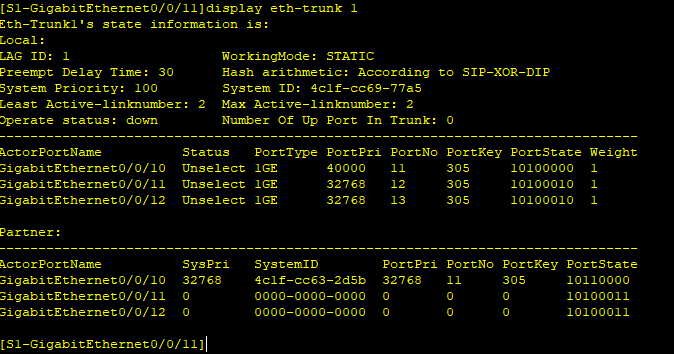 [S1-GigabitEthernet0/0/11]display eth-trunk 1
Eth-Trunk1's state information is:
Local:
LAG ID: 1 WorkingMode: STATIC
Preempt Delay Time: 30 Hash arithmetic: According to SIP-XOR-DIP
System Priority: 100 System ID: 4c1f-cc69-77a5
Least Active-linknumber: 2 Max Active-linknumber: 2
Operate status: down Number Of Up Port In Trunk: 0
--------------------------------------------------------------------------------
ActorPortName Status PortType PortPri PortNo PortKey PortState Weight
GigabitEthernet0/0/10 Unselect 1GE 40000 11 305 10100000 1
GigabitEthernet0/0/11 Unselect 1GE 32768 12 305 10100010 1
GigabitEthernet0/0/12 Unselect 1GE 32768 13 305 10100010 1
Partner:
--------------------------------------------------------------------------------
ActorPortName SysPri SystemID PortPri PortNo PortKey PortState
GigabitEthernet0/0/10 32768 4c1f-cc63-2d5b 32768 11 305 10110000
GigabitEthernet0/0/11 0 0000-0000-0000 0 0 0 10100011
GigabitEthernet0/0/12 0 0000-0000-0000 0 0 0 10100011
[S1-GigabitEthernet0/0/11]